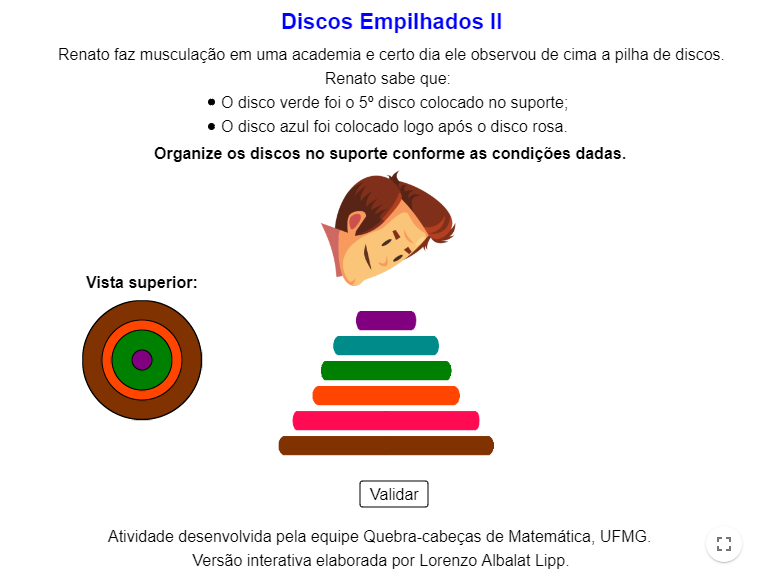 Discos Empilhados II
Renato faz musculação em uma academia e certo dia ele observou de cima a pilha de discos.
Renato sabe que:
● O disco verde foi o 5º disco colocado no suporte;
● O disco azul foi colocado logo após o disco rosa.
Organize os discos no suporte conforme as condições dadas.
Vista superior:
Validar
Atividade desenvolvida pela equipe Quebra-cabeças de Matemática, UFMG.
Versão interativa elaborada por Lorenzo Albalat Lipp.